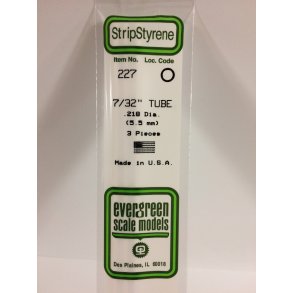 StripStyrene
Item No. Loc. Code
227
7/32" TUBE
.218 Dia.
(5.5 mm)
3 Pieces
Made in U.S.A.
evergreen
scale models
Des Plaines, IL 60018